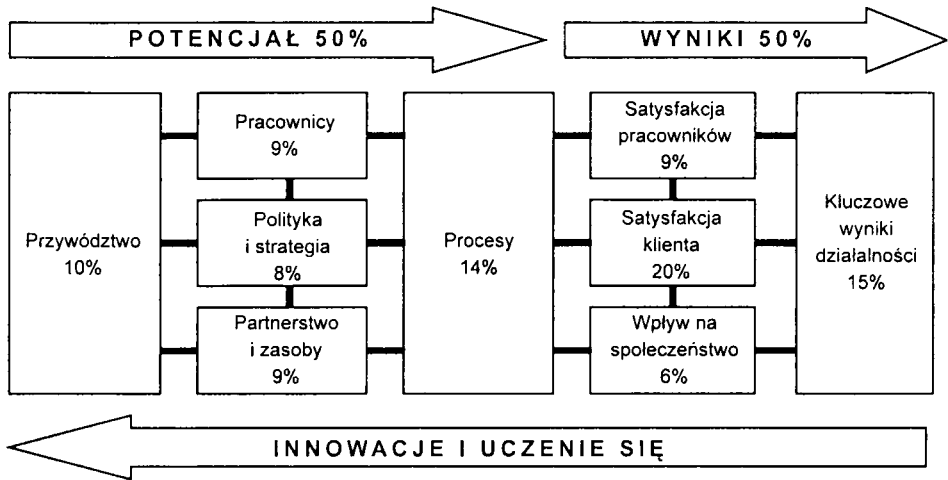 POTENCJAŁ 50%
WYNIKI 50%
Przywództwo
10%
Pracownicy
9%
Polityka
i strategia
8%
Partnerstwo
i zasoby
9%
Procesy
14%
Satysfakcja
pracowników
9%
Satysfakcja
klienta
20%
Wpływ na
społeczeństwo
6%
Kluczowe
wyniki
działalności
15%
INNOWACJE I UCZENIE SIĘ